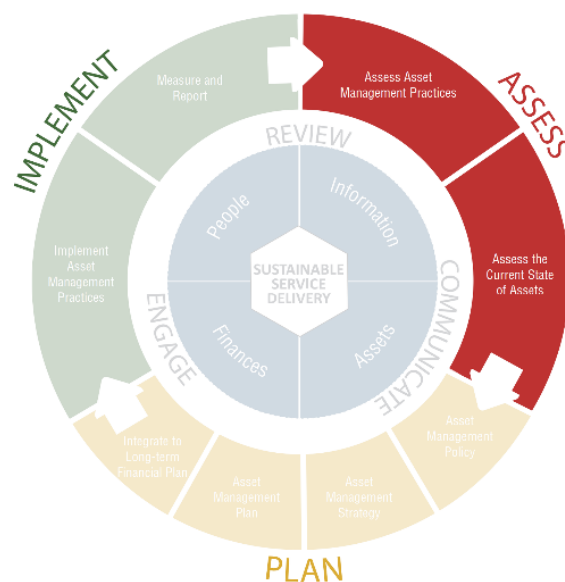 IMPLEMENT
ASSESS
PLAN
Measure and
Report
Assess Asset
Management Practices
Assess the
Current State
of Assets
Asset
Management
Policy
Asset
Management
Strategy
Asset
Management
Plan
Integrate to
Long-term
Financial Plan
Implement
Asset
Management
Practices
REVIEW
COMMUNICATE
ENGAGE
People
Information
Assets
Finances
SUSTAINABLE
SERVICE
DELIVERY